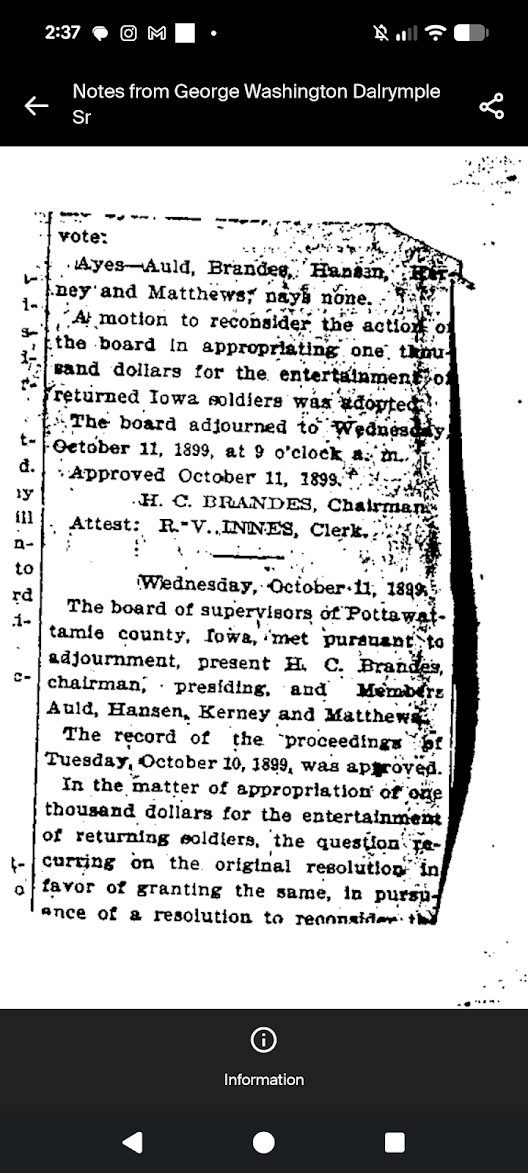 2:37
Notes from George Washington Dalrymple
Sr
vote:
Ayes—Auld, Brandes, Hansen, Ker-
ney and Matthews; nays none.
A motion to reconsider the action of
the board in appropriating one thou-
sand dollars for the entertainment of
returned Iowa soldiers was adopted.
The board adjourned to Wednesday,
October 11, 1899, at 9 o'clock a. m.
Approved October 11, 1899.
H. C. BRANDES, Chairman.
Attest: R. V. INNES, Clerk.
Wednesday, October 11, 1899.
The board of supervisors of Pottawat-
tamie county, Iowa, met pursuant to
adjournment, present H. C. Brandes,
chairman, presiding, and Members
Auld, Hansen, Kerney and Matthews.
The record of the proceedings of
Tuesday, October 10, 1899, was approved.
In the matter of appropriation of one
thousand dollars for the entertainment
of returning soldiers, the question re-
curring on the original resolution in
favor of granting the same, in pursu-
ance of a resolution to reconsider the
Information